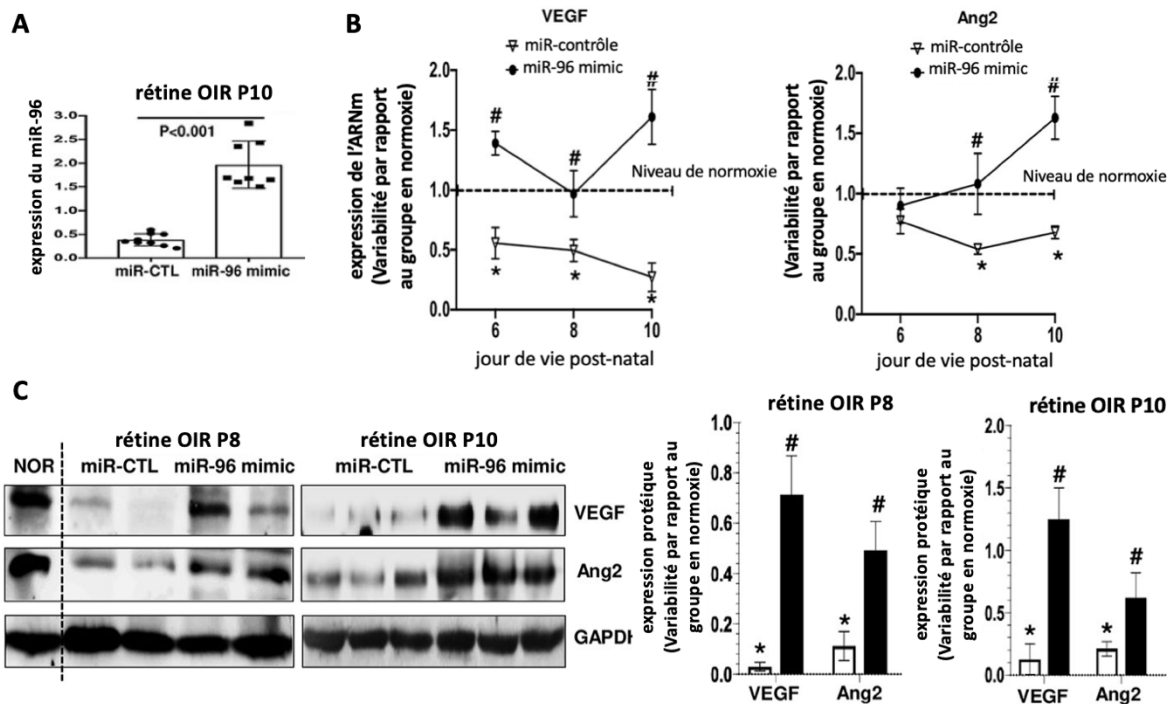 A
rétine OIR P10
P<0.001
expression du miR-96
3.0
2.5
2.0
1.5
1.0
0.5
0.0
miR-CTL miR-96 mimic
B
VEGF
miR-contrôle
miR-96 mimic
expression de l'ARNm
(Variabilité par rapport
au groupe en normoxie)
2.0
1.5
1.0
0.5
0.0
# # #
Niveau de normoxie
* * *
6 8 10
jour de vie post-natal
Ang2
miR-contrôle
miR-96 mimic
(Variabilité par rapport
au groupe en normoxie)
2.0
1.5
1.0
0.5
0.0
# #
Niveau de normoxie
* *
6 8 10
jour de vie post-natal
C
rétine OIR P8
rétine OIR P10
NOR miR-CTL miR-96 mimic
miR-CTL miR-96 mimic
VEGF
Ang2
GAPDH
rétine OIR P8
expression protéique
(Variabilité par rapport au
groupe en normoxie)
1.0
0.8
0.6
0.4
0.2
0.0
* # * #
VEGF Ang2
rétine OIR P10
expression protéique
(Variabilité par rapport au
groupe en normoxie)
2.0
1.5
1.0
0.5
0.0
* # * #
VEGF Ang2